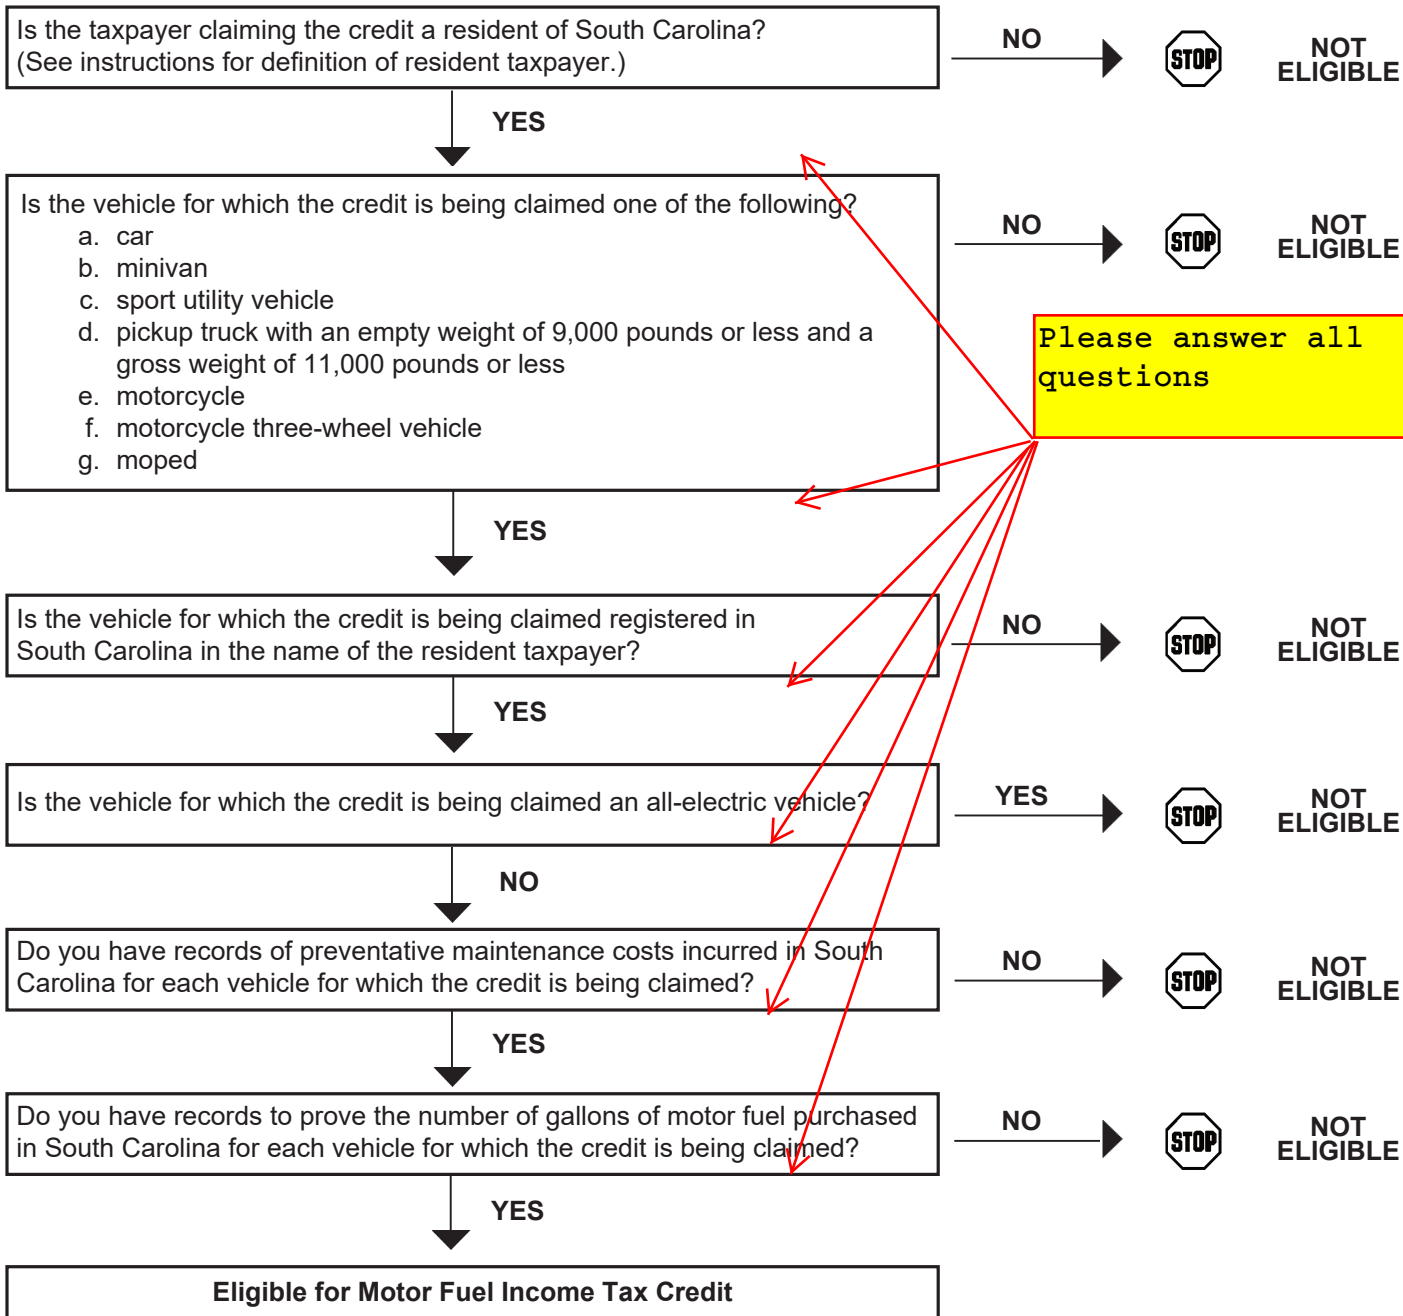 Is the taxpayer claiming the credit a resident of South Carolina?
(See instructions for definition of resident taxpayer.)
NO
STOP
NOT
ELIGIBLE
YES
Is the vehicle for which the credit is being claimed one of the following?
a. car
b. minivan
c. sport utility vehicle
d. pickup truck with an empty weight of 9,000 pounds or less and a
gross weight of 11,000 pounds or less
e. motorcycle
f. motorcycle three-wheel vehicle
g. moped
NO
STOP
NOT
ELIGIBLE
Please answer all
questions
YES
Is the vehicle for which the credit is being claimed registered in
South Carolina in the name of the resident taxpayer?
NO
STOP
NOT
ELIGIBLE
YES
Is the vehicle for which the credit is being claimed an all-electric vehicle?
YES
STOP
NOT
ELIGIBLE
NO
Do you have records of preventative maintenance costs incurred in South
Carolina for each vehicle for which the credit is being claimed?
NO
STOP
NOT
ELIGIBLE
YES
Do you have records to prove the number of gallons of motor fuel purchased
in South Carolina for each vehicle for which the credit is being claimed?
NO
STOP
NOT
ELIGIBLE
YES
Eligible for Motor Fuel Income Tax Credit